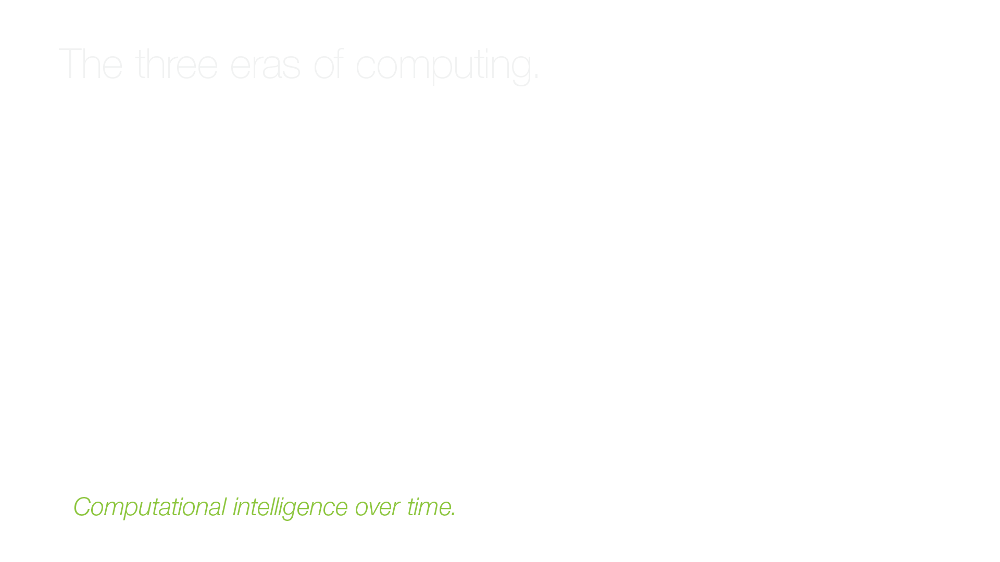 The three eras of computing.
Computational intelligence over time.